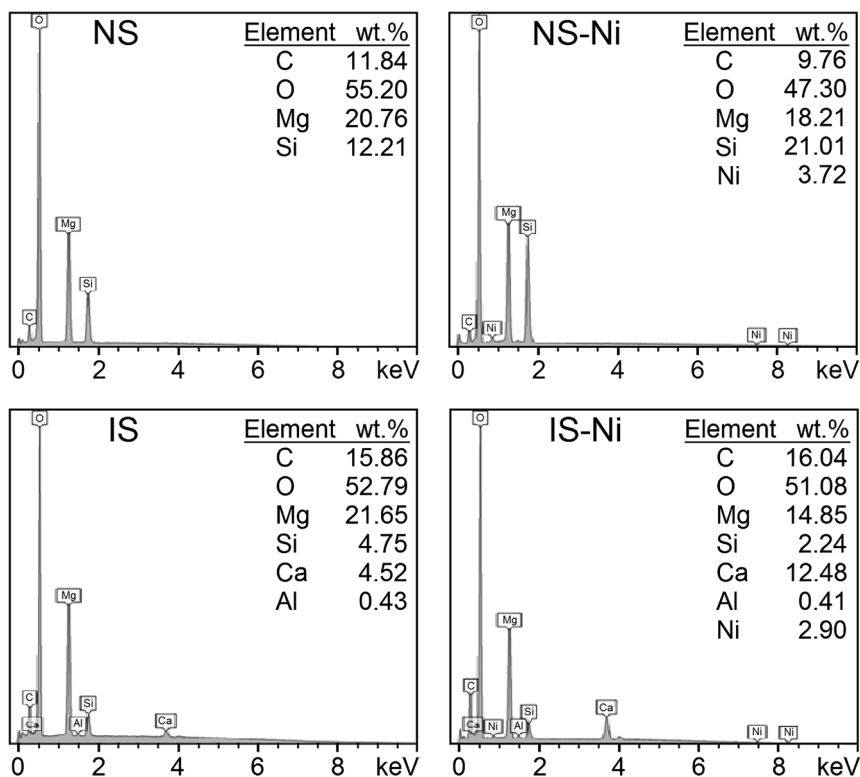 NS
Element wt.%
C 11.84
O 55.20
Mg 20.76
Si 12.21
O
Mg
Si
C
0 2 4 6 8 keV
NS-Ni
Element wt.%
C 9.76
O 47.30
Mg 18.21
Si 21.01
Ni 3.72
O
Mg
Si
C
Ni
Ni Ni
0 2 4 6 8 keV
IS
Element wt.%
C 15.86
O 52.79
Mg 21.65
Si 4.75
Ca 4.52
Al 0.43
O
Mg
C
Si
Ca Al Ca
0 2 4 6 8 keV
IS-Ni
Element wt.%
C 16.04
O 51.08
Mg 14.85
Si 2.24
Ca 12.48
Al 0.41
Ni 2.90
O
Mg
C
Ca
Si
Ca Ni Al
Ni Ni
0 2 4 6 8 keV